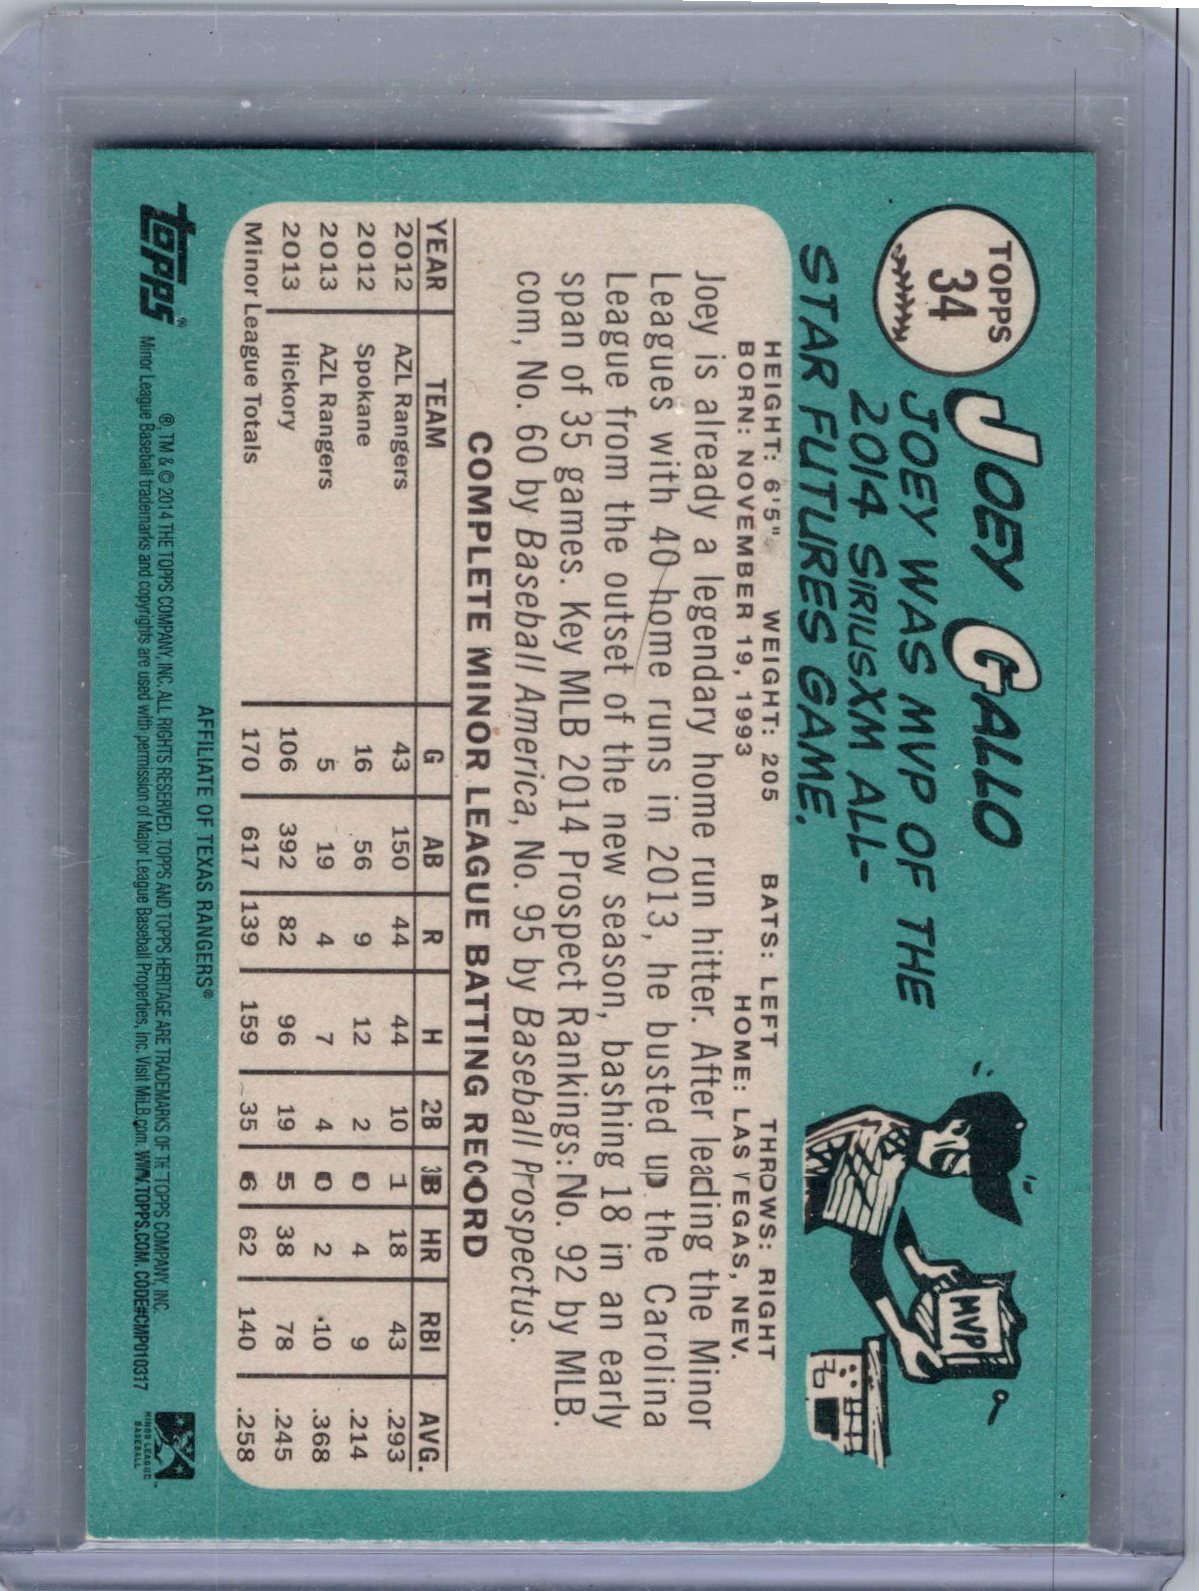 TOPPS
34
JOEY GALLO
JOEY WAS MVP OF THE
2014 SIRIUSXM ALL-
STAR FUTURES GAME.
MVP
HEIGHT: 6'5" WEIGHT: 205 BATS: LEFT THROWS: RIGHT
BORN: NOVEMBER 19, 1993 HOME: LAS VEGAS, NEV.
Joey is already a legendary home run hitter. After leading the Minor
Leagues with 40 home runs in 2013, he busted up the Carolina
League from the outset of the new season, bashing 18 in an early
span of 35 games. Key MLB 2014 Prospect Rankings: No. 92 by MLB.
com, No. 60 by Baseball America, No. 95 by Baseball Prospectus.
COMPLETE MINOR LEAGUE BATTING RECORD
YEAR TEAM G AB R H 2B 3B HR RBI AVG.
2012 AZL Rangers 43 150 44 44 10 1 18 43 .293
2012 Spokane 16 56 9 12 2 0 4 9 .214
2013 AZL Rangers 5 19 4 7 4 0 2 10 .368
2013 Hickory 106 392 82 96 19 5 38 78 .245
Minor League Totals 170 617 139 159 35 6 62 140 .258
AFFILIATE OF TEXAS RANGERS®
topps®
®, TM & © 2014 THE TOPPS COMPANY, INC. ALL RIGHTS RESERVED. TOPPS AND TOPPS HERITAGE ARE TRADEMARKS OF THE TOPPS COMPANY, INC.
Minor League Baseball trademarks and copyrights are used with permission of Major League Baseball Properties, Inc. Visit MiLB.com. WWW.TOPPS.COM. CODE#CMP010317
MINOR LEAGUE
BASEBALL™